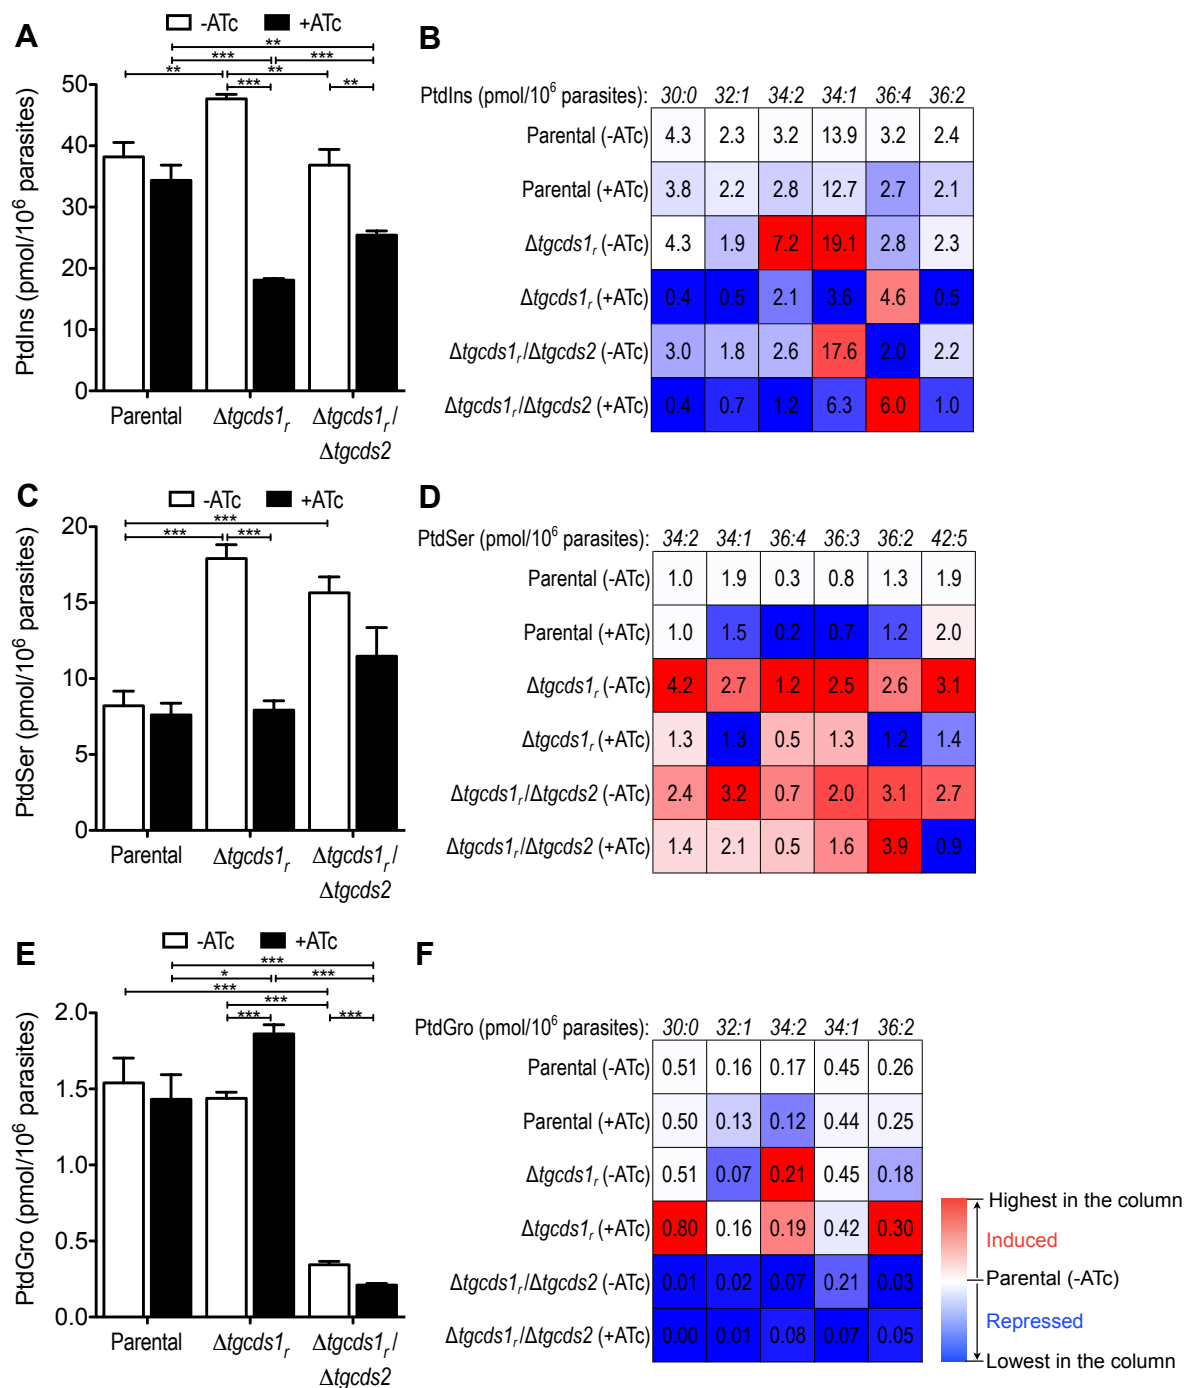 A
-ATc +ATc
**
*** ***
** **
*** **
PtdIns (pmol/10⁶ parasites)
50
40
30
20
10
0
Parental Δtgcds1r Δtgcds1r/
Δtgcds2
B
PtdIns (pmol/10⁶ parasites): 30:0 32:1 34:2 34:1 36:4 36:2
Parental (-ATc) 4.3 2.3 3.2 13.9 3.2 2.4
Parental (+ATc) 3.8 2.2 2.8 12.7 2.7 2.1
Δtgcds1r (-ATc) 4.3 1.9 7.2 19.1 2.8 2.3
Δtgcds1r (+ATc) 0.4 0.5 2.1 3.6 4.6 0.5
Δtgcds1r/Δtgcds2 (-ATc) 3.0 1.8 2.6 17.6 2.0 2.2
Δtgcds1r/Δtgcds2 (+ATc) 0.4 0.7 1.2 6.3 6.0 1.0
C
-ATc +ATc
***
*** ***
PtdSer (pmol/10⁶ parasites)
20
15
10
5
0
Parental Δtgcds1r Δtgcds1r/
Δtgcds2
D
PtdSer (pmol/10⁶ parasites): 34:2 34:1 36:4 36:3 36:2 42:5
Parental (-ATc) 1.0 1.9 0.3 0.8 1.3 1.9
Parental (+ATc) 1.0 1.5 0.2 0.7 1.2 2.0
Δtgcds1r (-ATc) 4.2 2.7 1.2 2.5 2.6 3.1
Δtgcds1r (+ATc) 1.3 1.3 0.5 1.3 1.2 1.4
Δtgcds1r/Δtgcds2 (-ATc) 2.4 3.2 0.7 2.0 3.1 2.7
Δtgcds1r/Δtgcds2 (+ATc) 1.4 2.1 0.5 1.6 3.9 0.9
E
-ATc +ATc
***
* ***
***
***
*** ***
PtdGro (pmol/10⁶ parasites)
2.0
1.5
1.0
0.5
0.0
Parental Δtgcds1r Δtgcds1r/
Δtgcds2
F
PtdGro (pmol/10⁶ parasites): 30:0 32:1 34:2 34:1 36:2
Parental (-ATc) 0.51 0.16 0.17 0.45 0.26
Parental (+ATc) 0.50 0.13 0.12 0.44 0.25
Δtgcds1r (-ATc) 0.51 0.07 0.21 0.45 0.18
Δtgcds1r (+ATc) 0.80 0.16 0.19 0.42 0.30
Δtgcds1r/Δtgcds2 (-ATc) 0.01 0.02 0.07 0.21 0.03
Δtgcds1r/Δtgcds2 (+ATc) 0.00 0.01 0.08 0.07 0.05
Highest in the column
Induced
Parental (-ATc)
Repressed
Lowest in the column